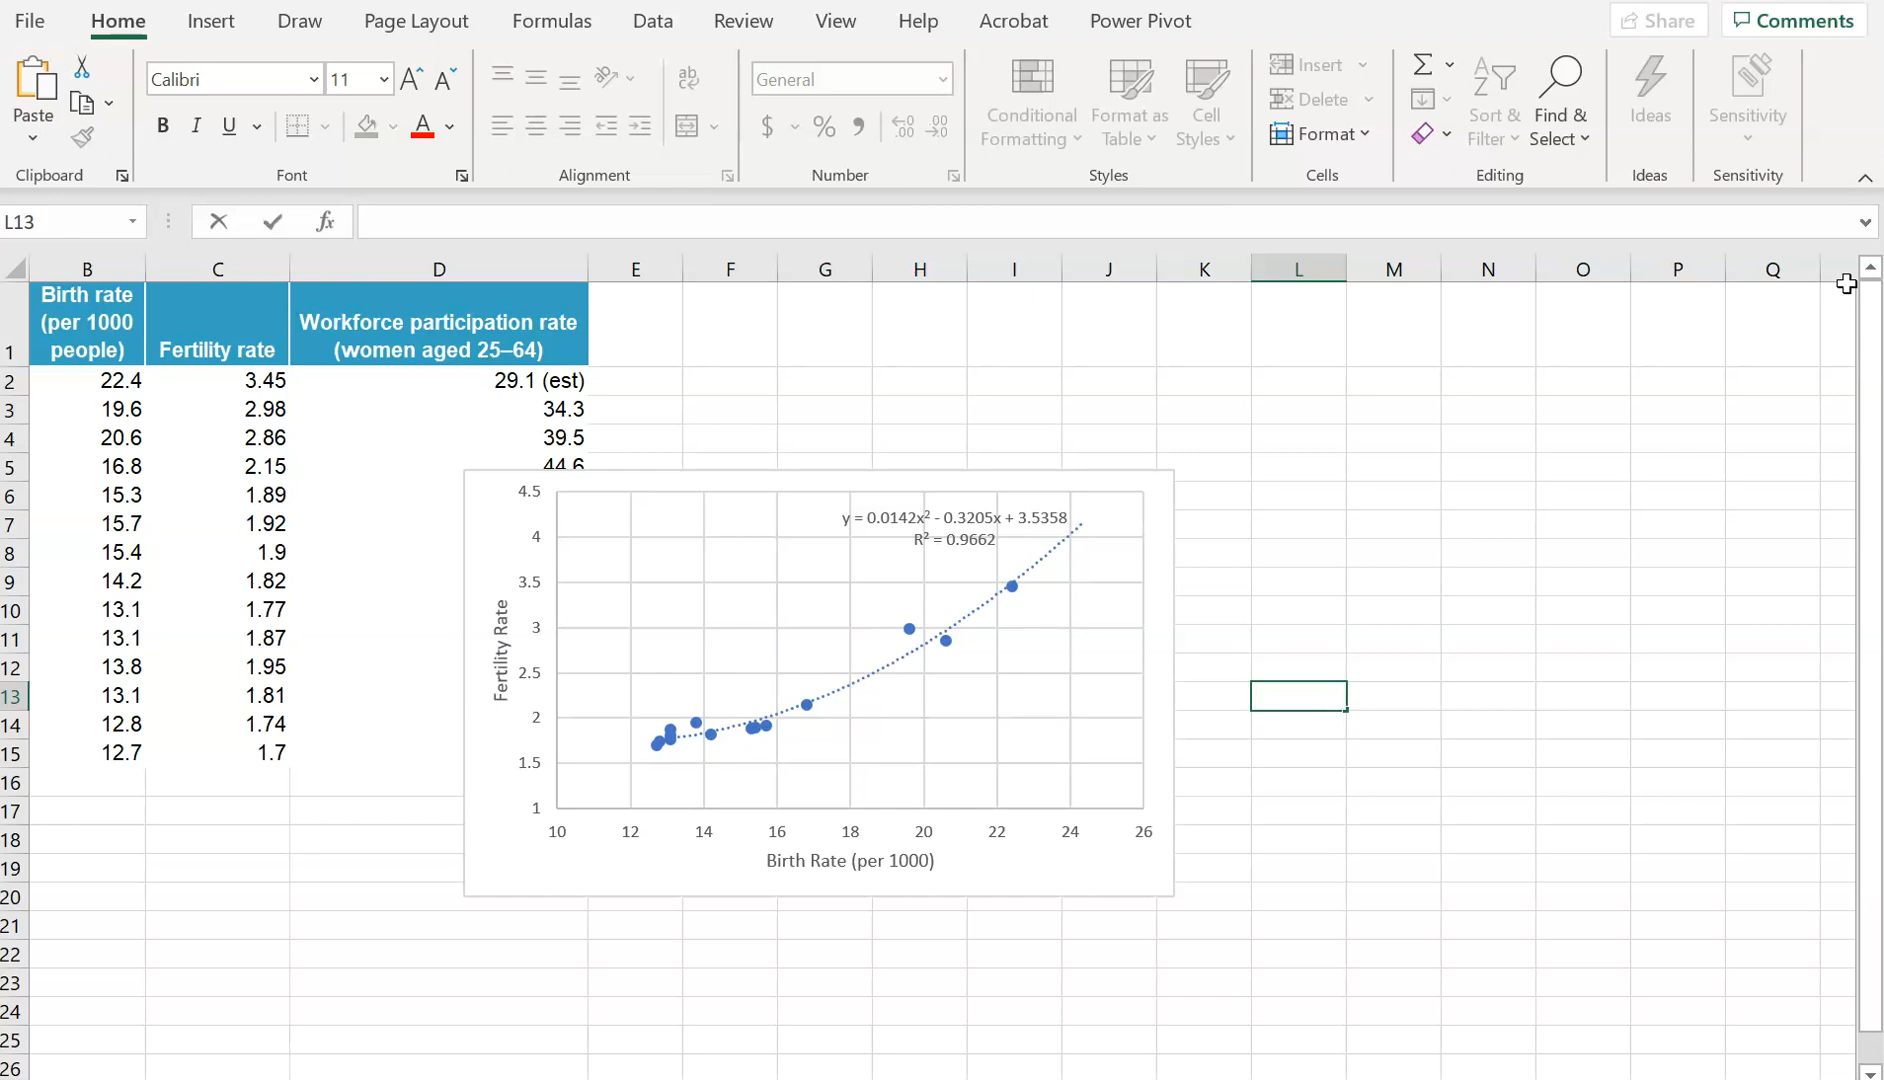 File Home Insert Draw Page Layout Formulas Data Review View Help Acrobat Power Pivot Share Comments
Paste
Calibri 11
B I U A
ab
General
$ % 9
Conditional Formatting
Format as Table
Cell Styles
Insert
Delete
Format
Sort & Filter
Find & Select
Ideas
Sensitivity
Clipboard Font Alignment Number Styles Cells Editing Ideas Sensitivity
L13 fx
B C D E F G H I J K L M N O P Q
Birth rate
(per 1000
people)
Fertility rate
Workforce participation rate
(women aged 25–64)
1
2 22.4 3.45 29.1 (est)
3 19.6 2.98 34.3
4 20.6 2.86 39.5
5 16.8 2.15 44.6
6 15.3 1.89
7 15.7 1.92
8 15.4 1.9
9 14.2 1.82
10 13.1 1.77
11 13.1 1.87
12 13.8 1.95
13 13.1 1.81
14 12.8 1.74
15 12.7 1.7
16
17
18
19
20
21
22
23
24
25
26
4.5
4
3.5
3
2.5
2
1.5
1
Fertility Rate
y = 0.0142x² - 0.3205x + 3.5358
R² = 0.9662
10 12 14 16 18 20 22 24 26
Birth Rate (per 1000)